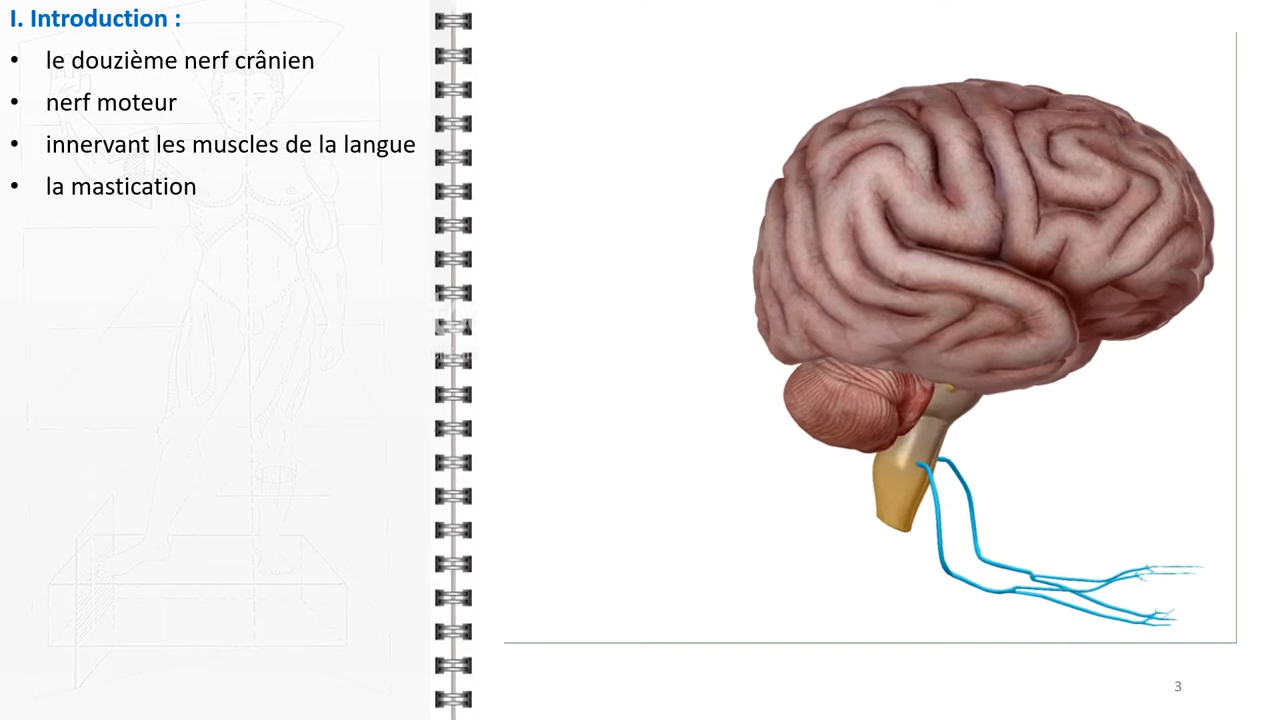 I. Introduction :
• le douzième nerf crânien
• nerf moteur
• innervant les muscles de la langue
• la mastication
3